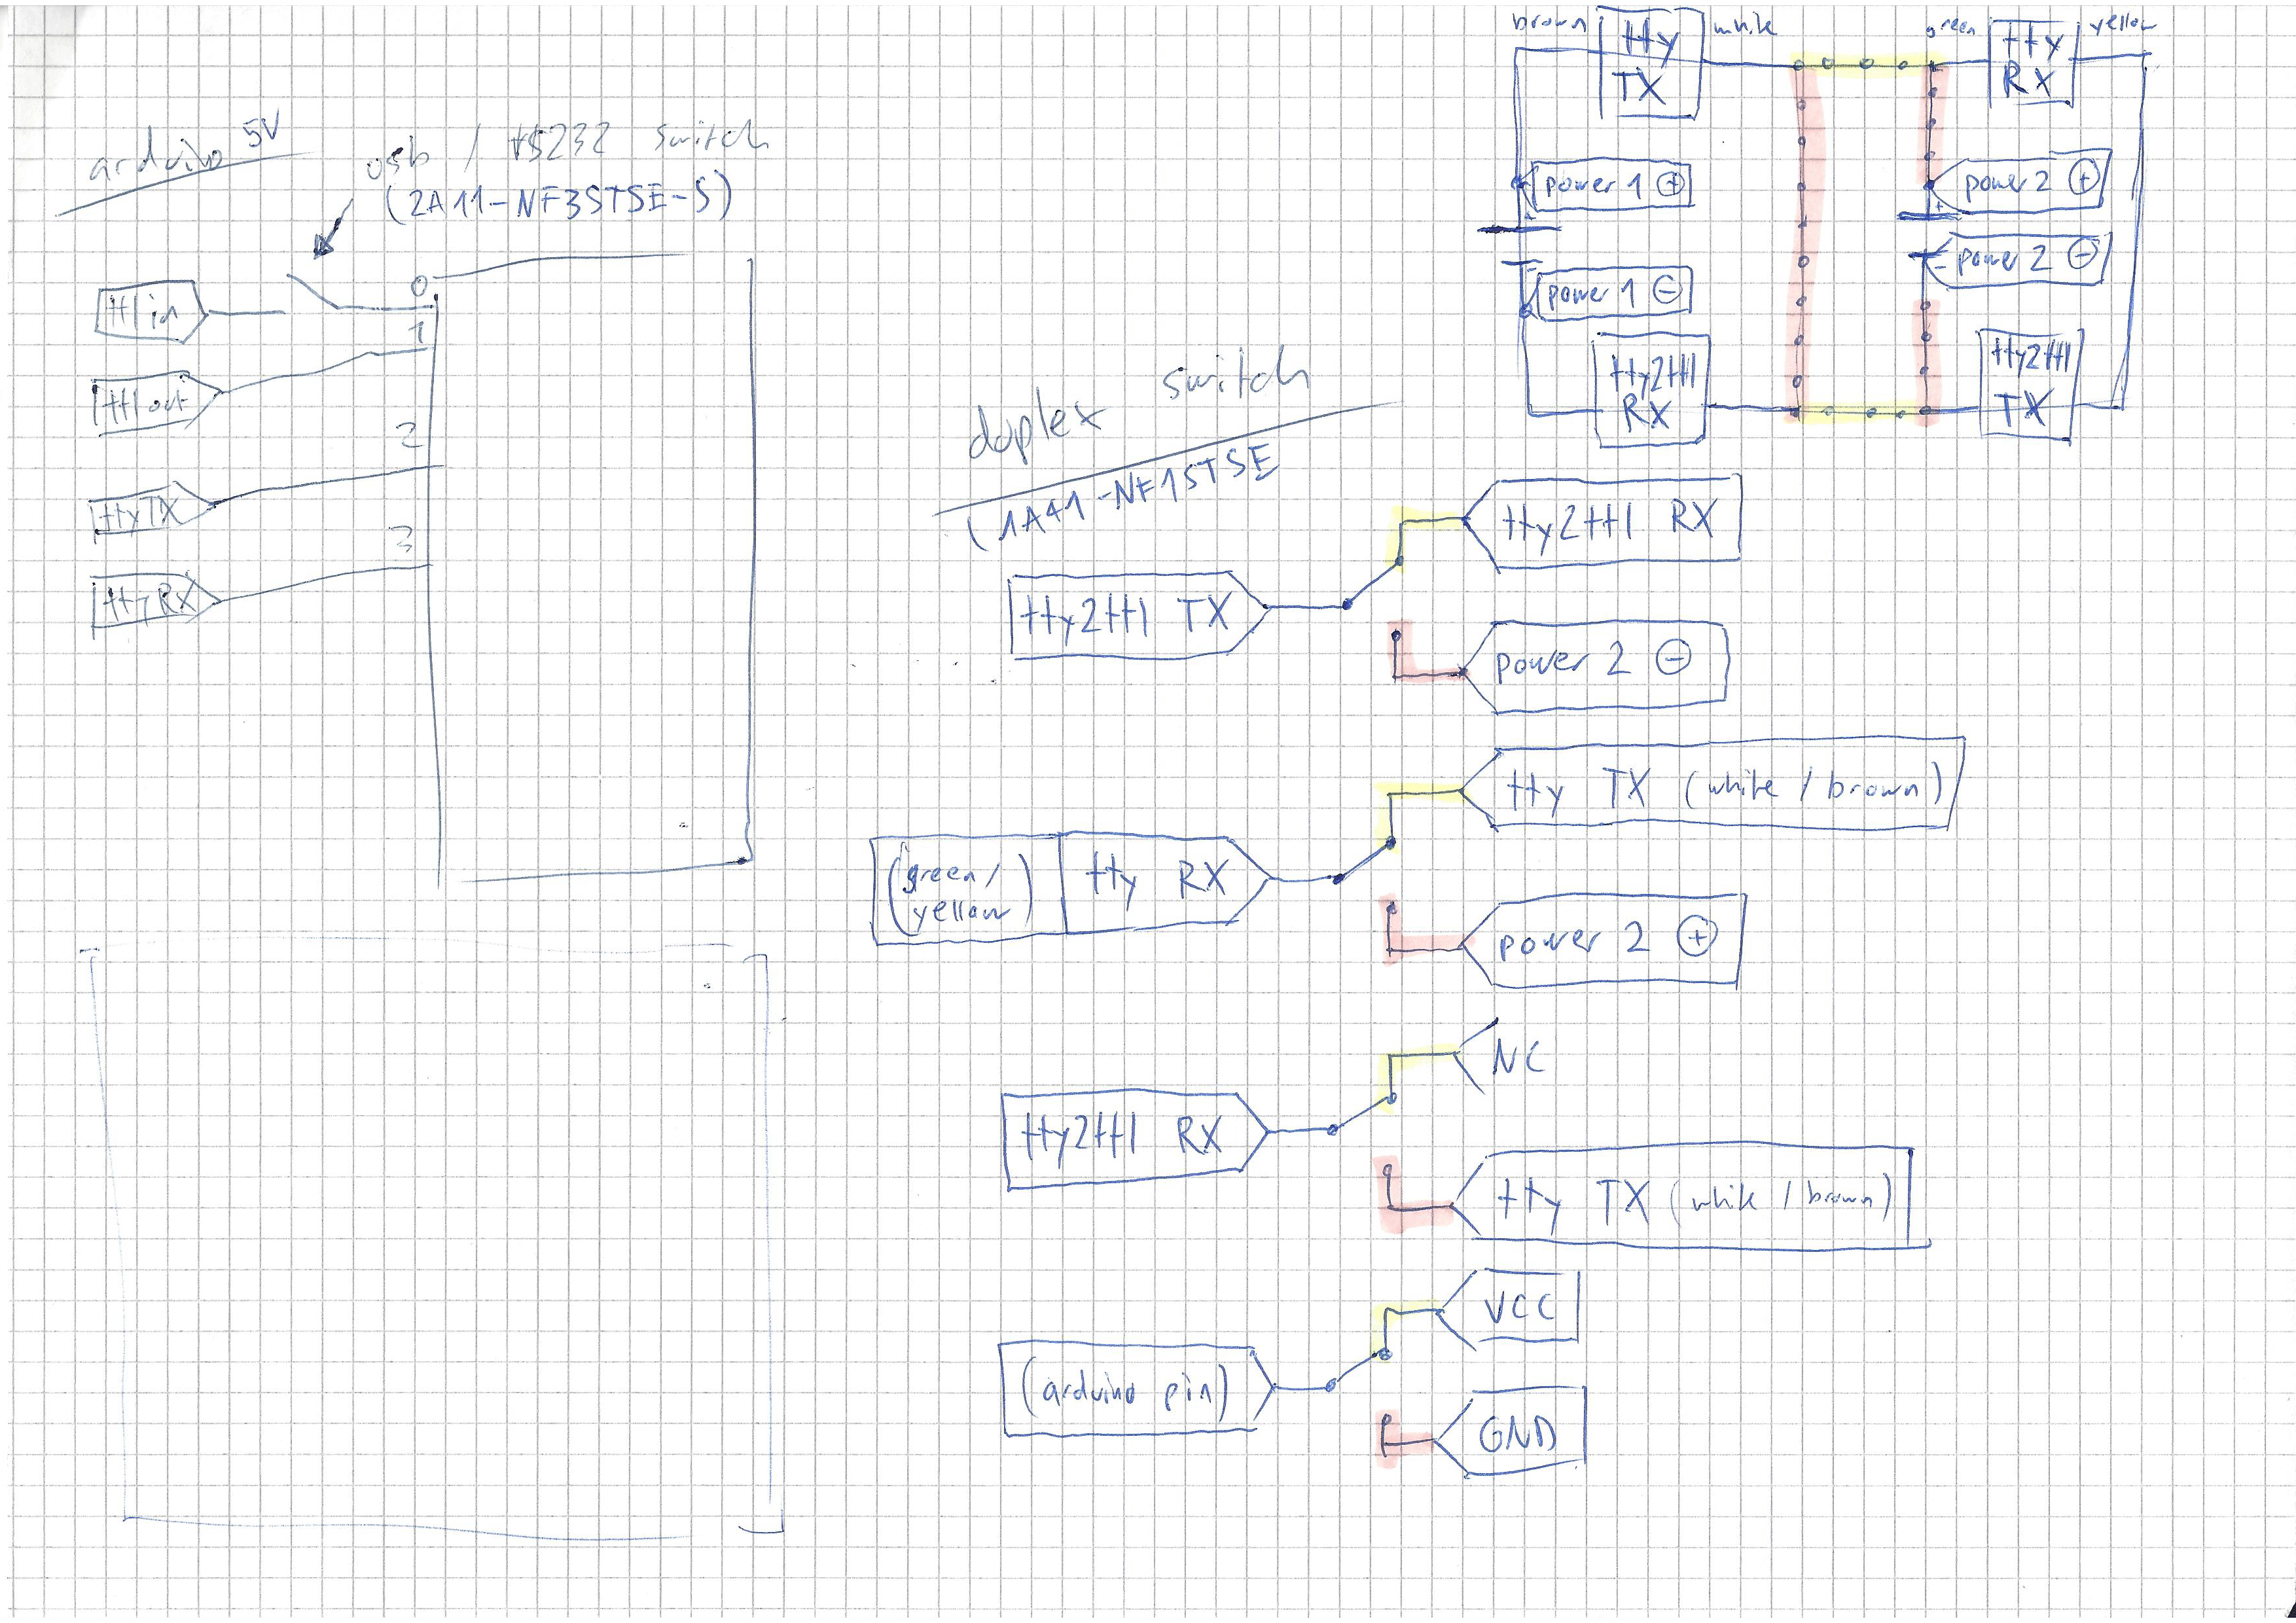 arduino 5V
usb / rs232 switch
(2A11-NF3STSE-S)
ttl in
0
1
ttl out
2
tty TX
3
tty RX
brown
tty
TX
white
green
tty
RX
yellow
power 1 ⊕
power 2 ⊕
+
+
-
-
power 2 ⊖
power 1 ⊖
tty2ttl
RX
tty2ttl
TX
duplex switch
(1A41-NF1STSE
tty2ttl RX
tty2ttl TX
power 2 ⊖
tty TX (white / brown)
(green/
yellow)
tty RX
power 2 ⊕
NC
tty2ttl RX
tty TX (white / brown)
VCC
(arduino pin)
GND